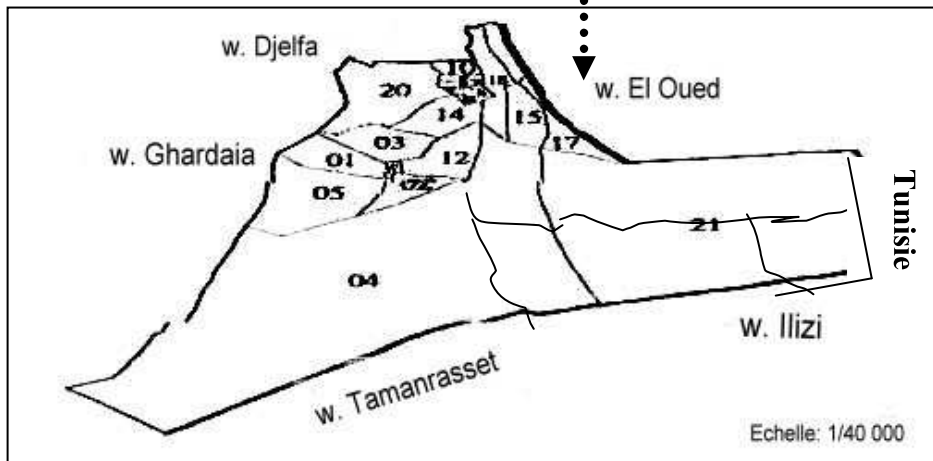 w. Djelfa
w. El Oued
20
14
15
03
17
w. Ghardaia
01
12
05
Tunisie
21
04
w. Ilizi
w. Tamanrasset
Echelle: 1/40 000